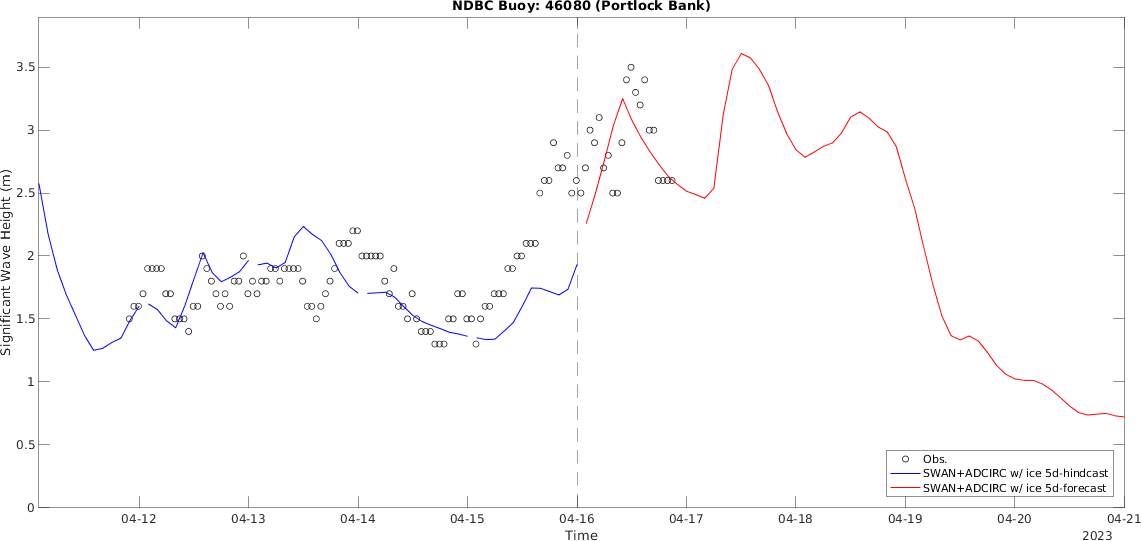 NDBC Buoy: 46080 (Portlock Bank)
Significant Wave Height (m)
3.5
3
2.5
2
1.5
1
0.5
0
04-12 04-13 04-14 04-15 04-16 04-17 04-18 04-19 04-20 04-21
Time
2023
Obs.
SWAN+ADCIRC w/ ice 5d-hindcast
SWAN+ADCIRC w/ ice 5d-forecast